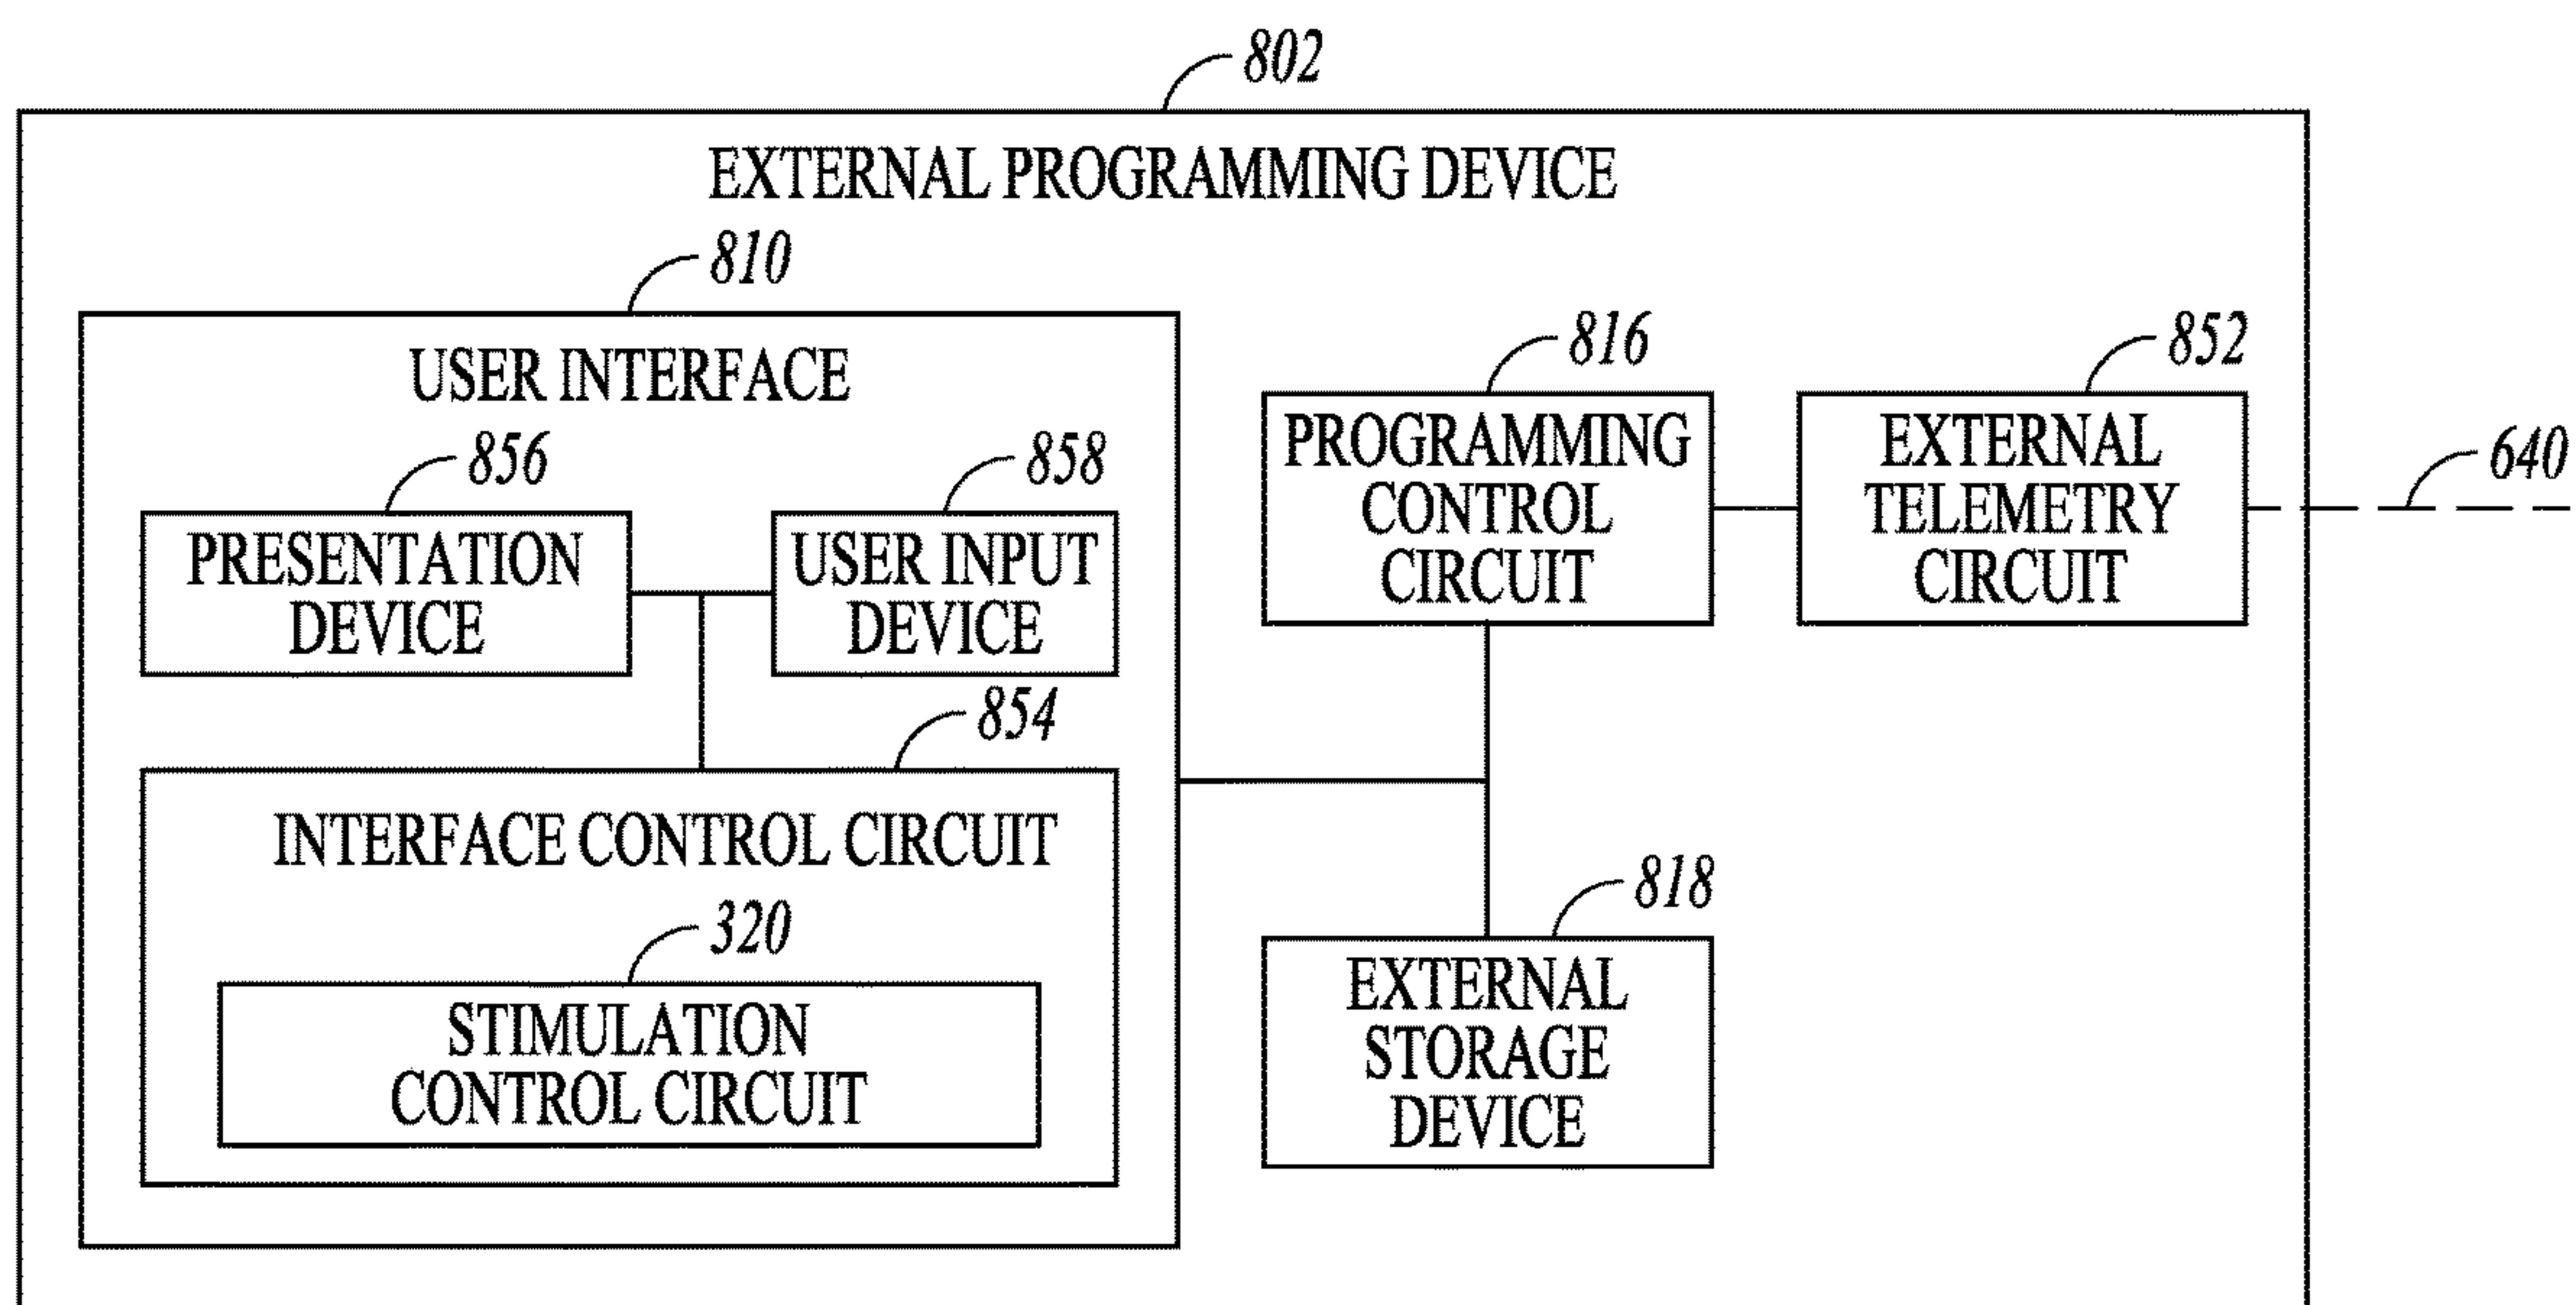 802
EXTERNAL PROGRAMMING DEVICE
810
USER INTERFACE
856
PRESENTATION
DEVICE
858
USER INPUT
DEVICE
854
INTERFACE CONTROL CIRCUIT
320
STIMULATION
CONTROL CIRCUIT
816
PROGRAMMING
CONTROL
CIRCUIT
852
EXTERNAL
TELEMETRY
CIRCUIT
640
818
EXTERNAL
STORAGE
DEVICE